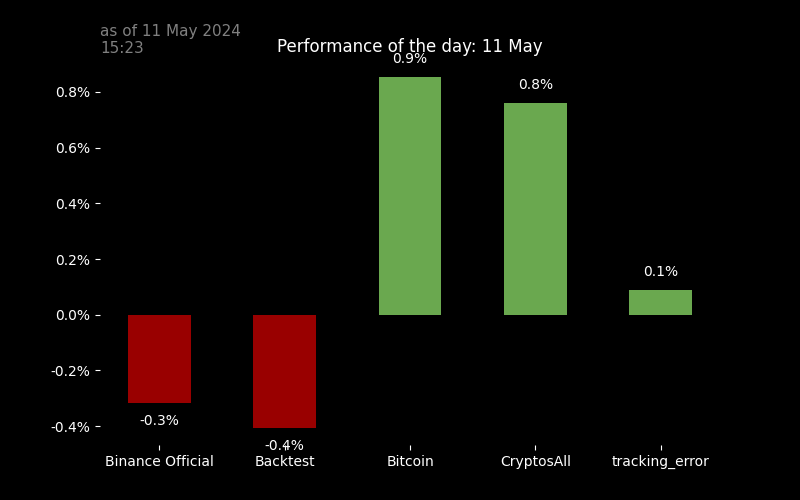 as of 11 May 2024
15:23
Performance of the day: 11 May
0.9%
0.8%
0.8%
0.6%
0.4%
0.1%
0.2%
0.0%
-0.2%
-0.3%
-0.4%
-0.4%
Binance Official
Backtest
Bitcoin
CryptosAll
tracking_error